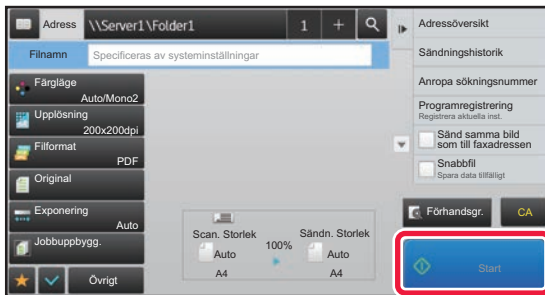 Adress \\Server1\Folder1 1 +
Filnamn Specificeras av systeminställningar
Färgläge
Auto/Mono2
Upplösning
200x200dpi
Filformat
PDF
Original
Exponering
Auto
Jobbuppbygg.
Övrigt
Scan. Storlek
Auto
A4
100%
Sändn. Storlek
Auto
A4
Adressöversikt
Sändningshistorik
Anropa sökningsnummer
Programregistrering
Registrera aktuella inst.
Sänd samma bild
som till faxadressen
Snabbfil
Spara data tillfälligt
Förhandsgr.
CA
Start